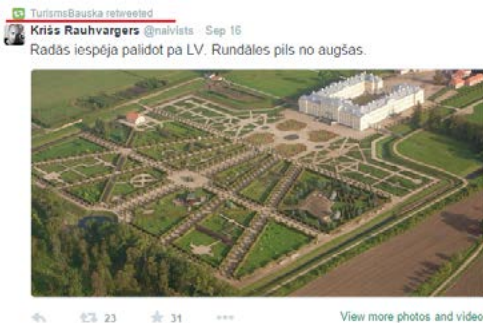 TurismsBauska retweeted
Krišs Rauhvargers @naivists · Sep 16
Radās iespēja palidot pa LV. Rundāles pils no augšas.
23 31
View more photos and video